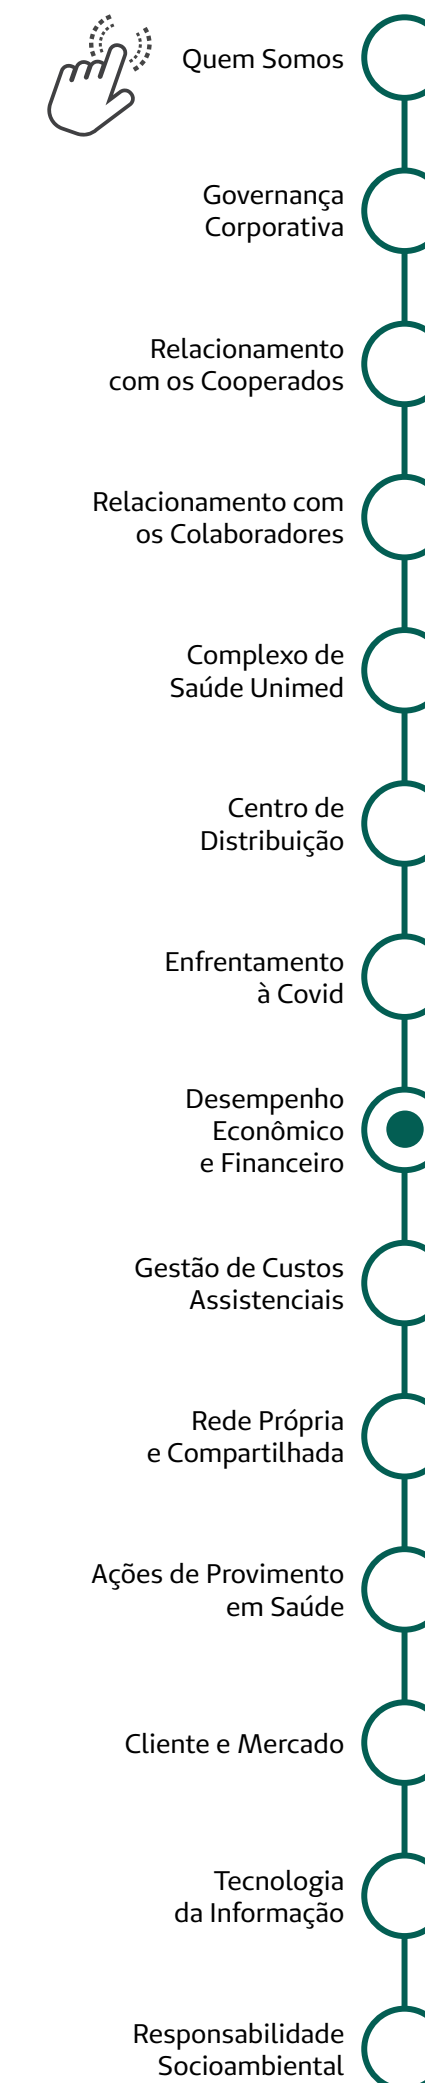 Quem Somos
Governança
Corporativa
Relacionamento
com os Cooperados
Relacionamento com
os Colaboradores
Complexo de
Saúde Unimed
Centro de
Distribuição
Enfrentamento
à Covid
Desempenho
Econômico
e Financeiro
Gestão de Custos
Assistenciais
Rede Própria
e Compartilhada
Ações de Provimento
em Saúde
Cliente e Mercado
Tecnologia
da Informação
Responsabilidade
Socioambiental